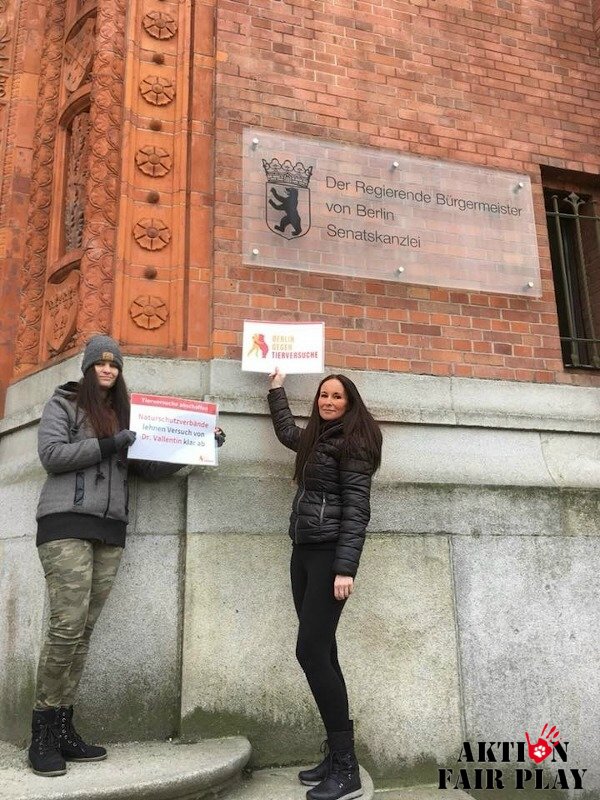 Der Regierende Bürgermeister
von Berlin
Senatskanzlei
BERLIN
GEGEN
TIERVERSUCHE
Tierversuche
Naturschutzverbände
lehnen Versuch von
Dr. Vallentin klar ab
AKTION
FAIR PLAY